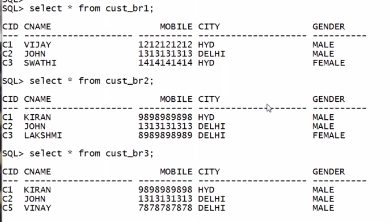 SQL> select * from cust_br1;
CID CNAME MOBILE CITY GENDER
C1 VIJAY 1212121212 HYD MALE
C2 JOHN 1313131313 DELHI MALE
C3 SWATHI 1414141414 HYD FEMALE
SQL> select * from cust_br2;
CID CNAME MOBILE CITY GENDER
C1 KIRAN 9898989898 HYD MALE
C2 JOHN 1313131313 DELHI MALE
C3 LAKSHMI 8989898989 DELHI FEMALE
SQL> select * from cust_br3;
CID CNAME MOBILE CITY GENDER
C1 KIRAN 9898989898 HYD MALE
C2 JOHN 1313131313 DELHI MALE
C5 VINAY 7878787878 DELHI MALE